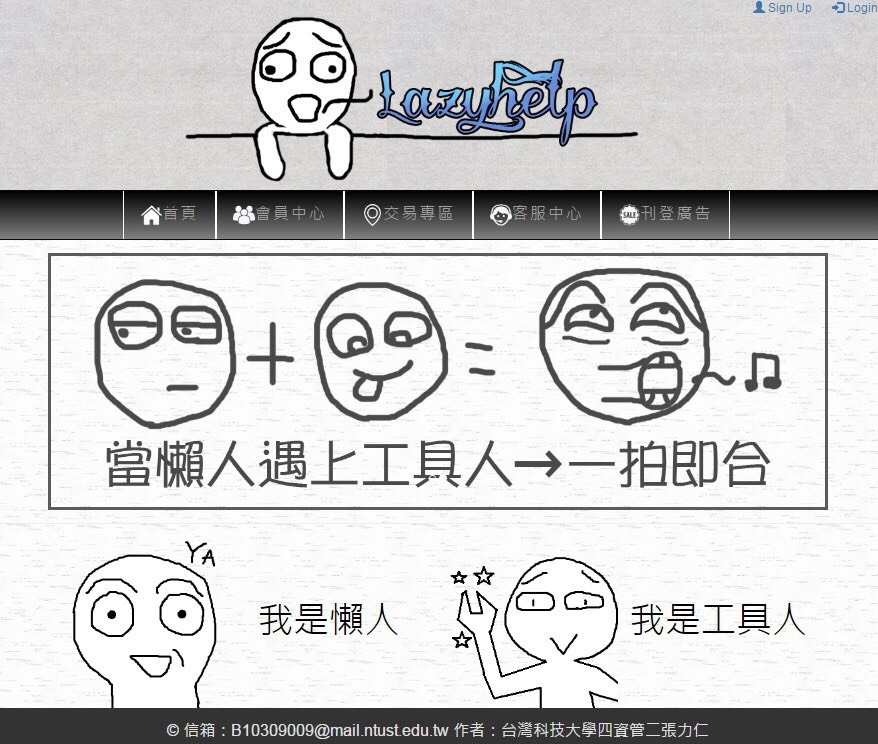 Sign Up Login
Lazyhelp
首頁 會員中心 交易專區 客服中心 SALE 刊登廣告
當懶人遇上工具人→一拍即合
YA
我是懶人 我是工具人
© 信箱：B10309009@mail.ntust.edu.tw 作者：台灣科技大學四資管二張力仁